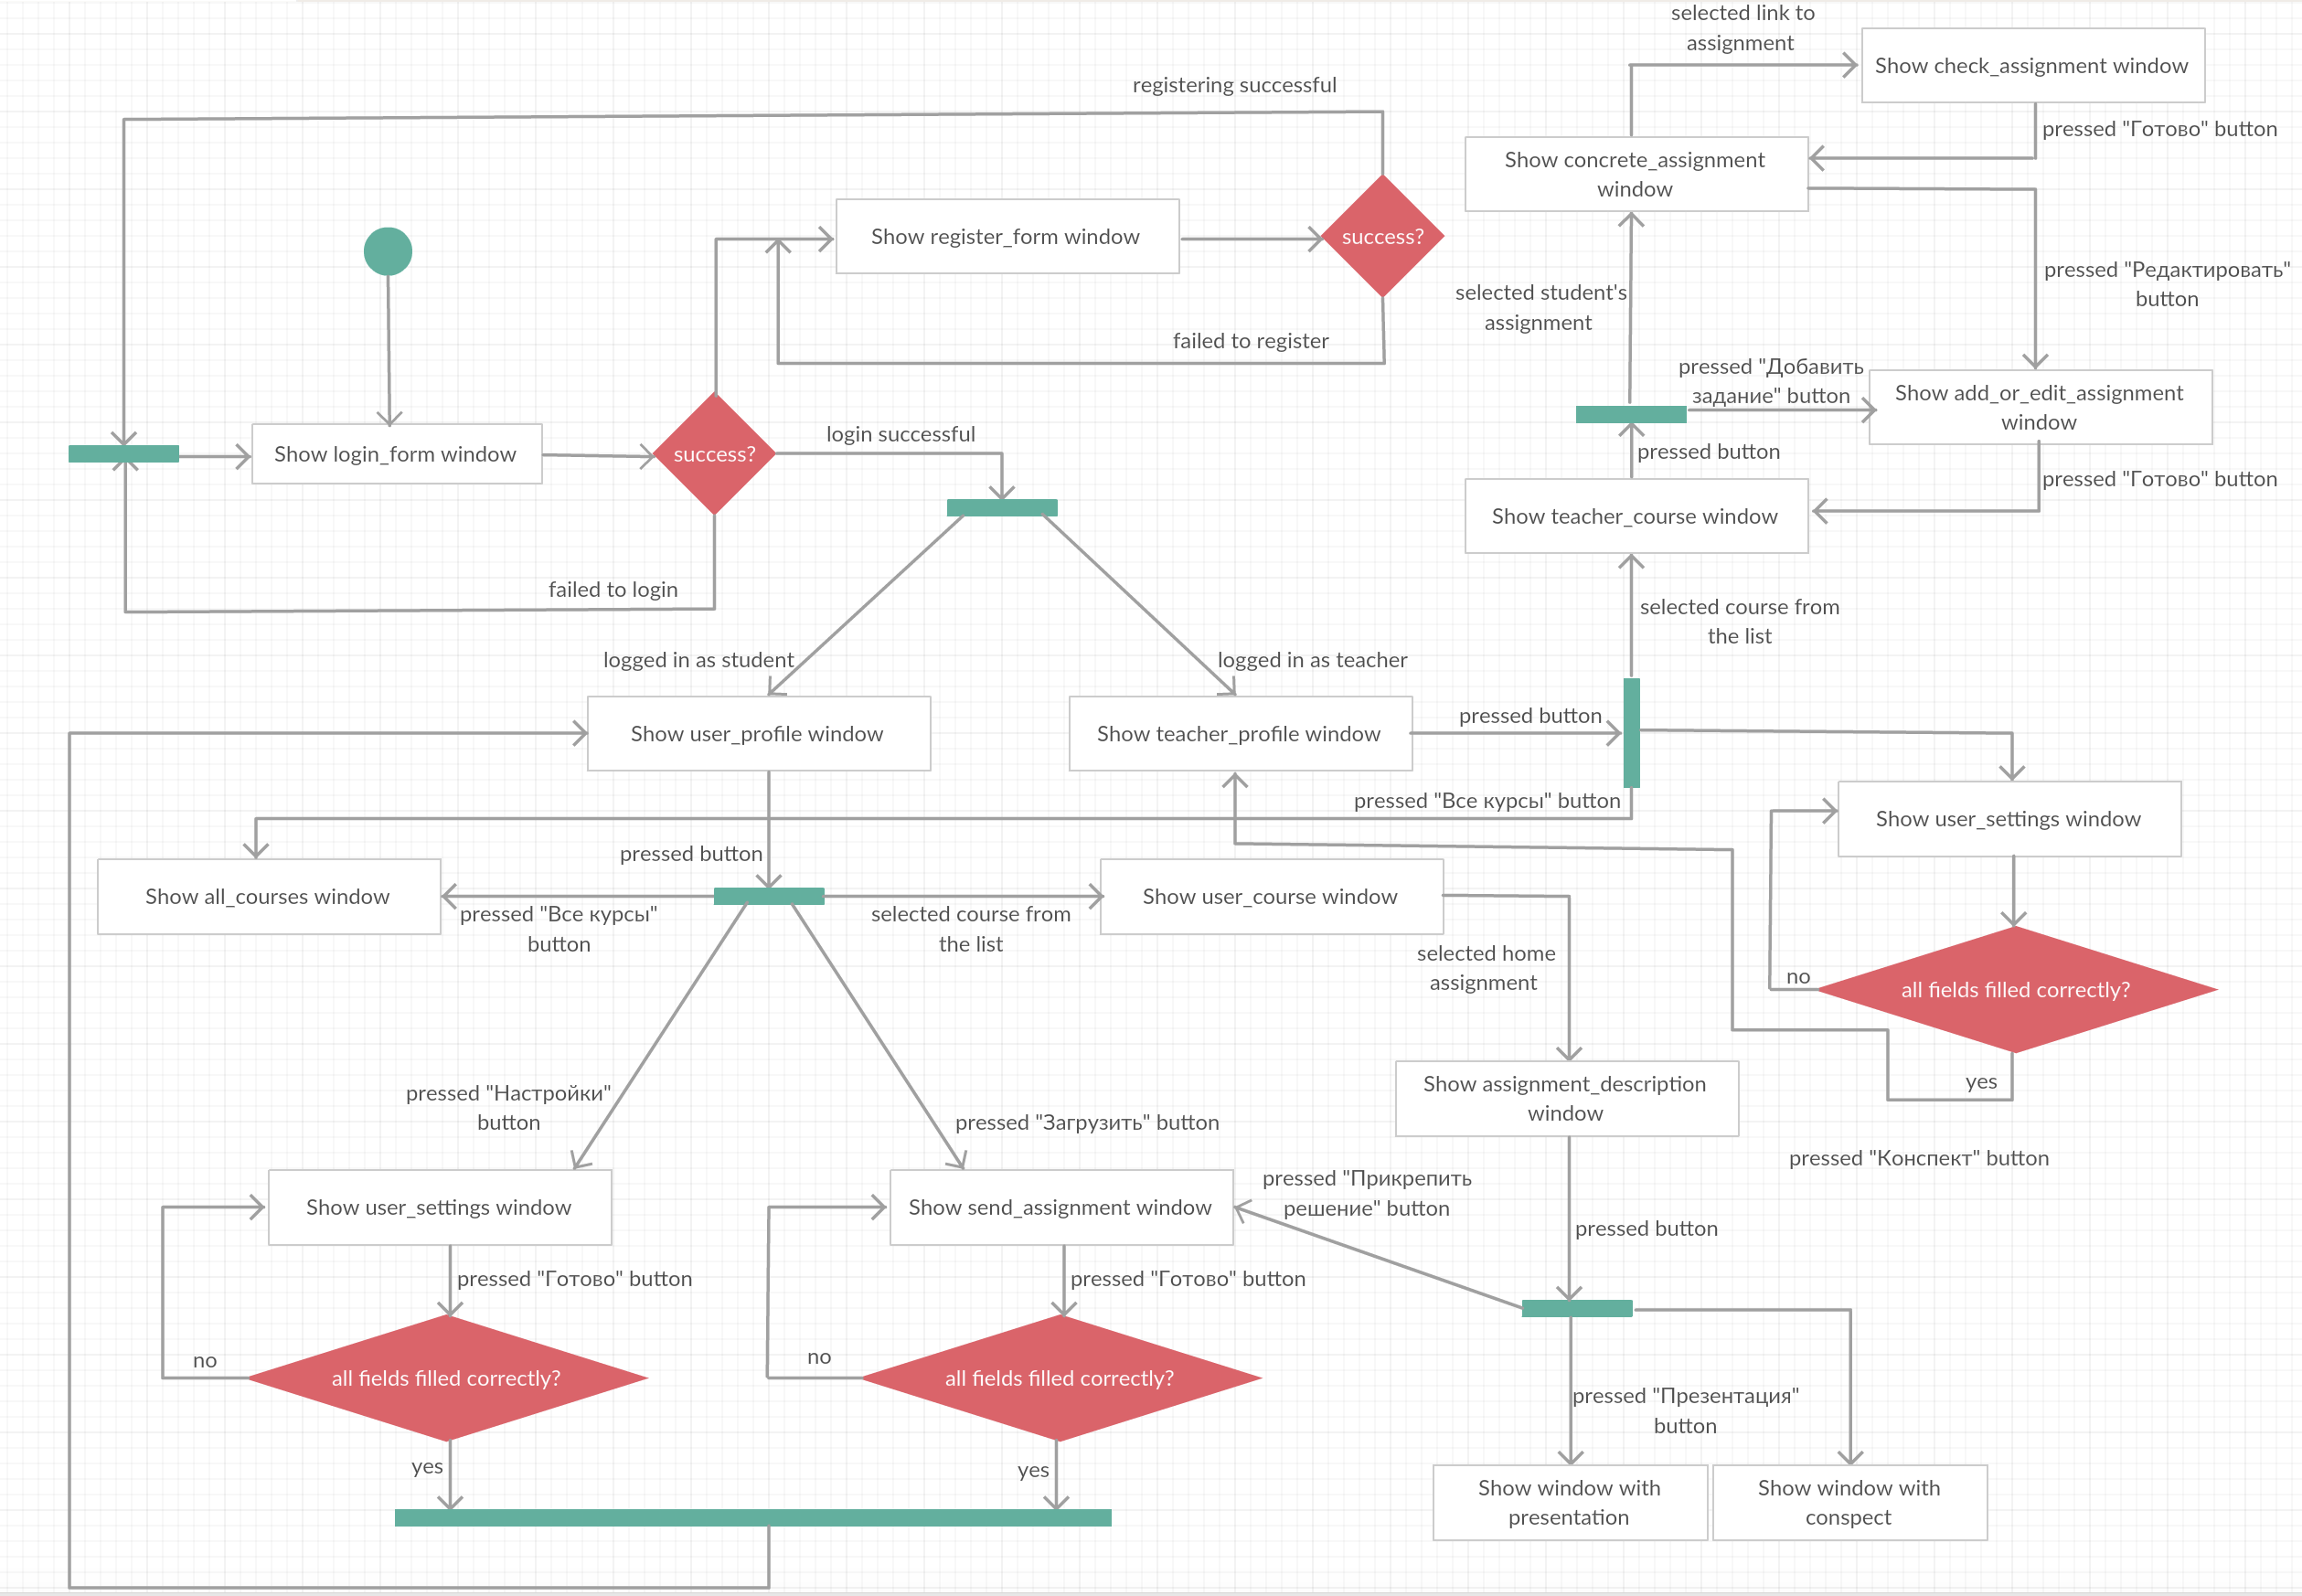 selected link to
assignment
Show check_assignment window
registering successful
pressed "Готово" button
Show concrete_assignment
window
Show register_form window
success?
pressed "Редактировать"
button
selected student's
assignment
failed to register
pressed "Добавить
задание" button
Show add_or_edit_assignment
window
login successful
Show login_form window
success?
pressed button
pressed "Готово" button
Show teacher_course window
failed to login
selected course from
the list
logged in as student
logged in as teacher
pressed button
Show user_profile window
Show teacher_profile window
pressed "Все курсы" button
Show user_settings window
pressed button
Show all_courses window
pressed "Все курсы"
button
selected course from
the list
Show user_course window
selected home
assignment
no
all fields filled correctly?
yes
pressed "Настройки"
button
pressed "Загрузить" button
Show assignment_description
window
pressed "Конспект" button
pressed "Прикрепить
решение" button
Show user_settings window
Show send_assignment window
pressed button
pressed "Готово" button
pressed "Готово" button
no
all fields filled correctly?
no
all fields filled correctly?
pressed "Презентация"
button
yes
yes
Show window with
presentation
Show window with
conspect